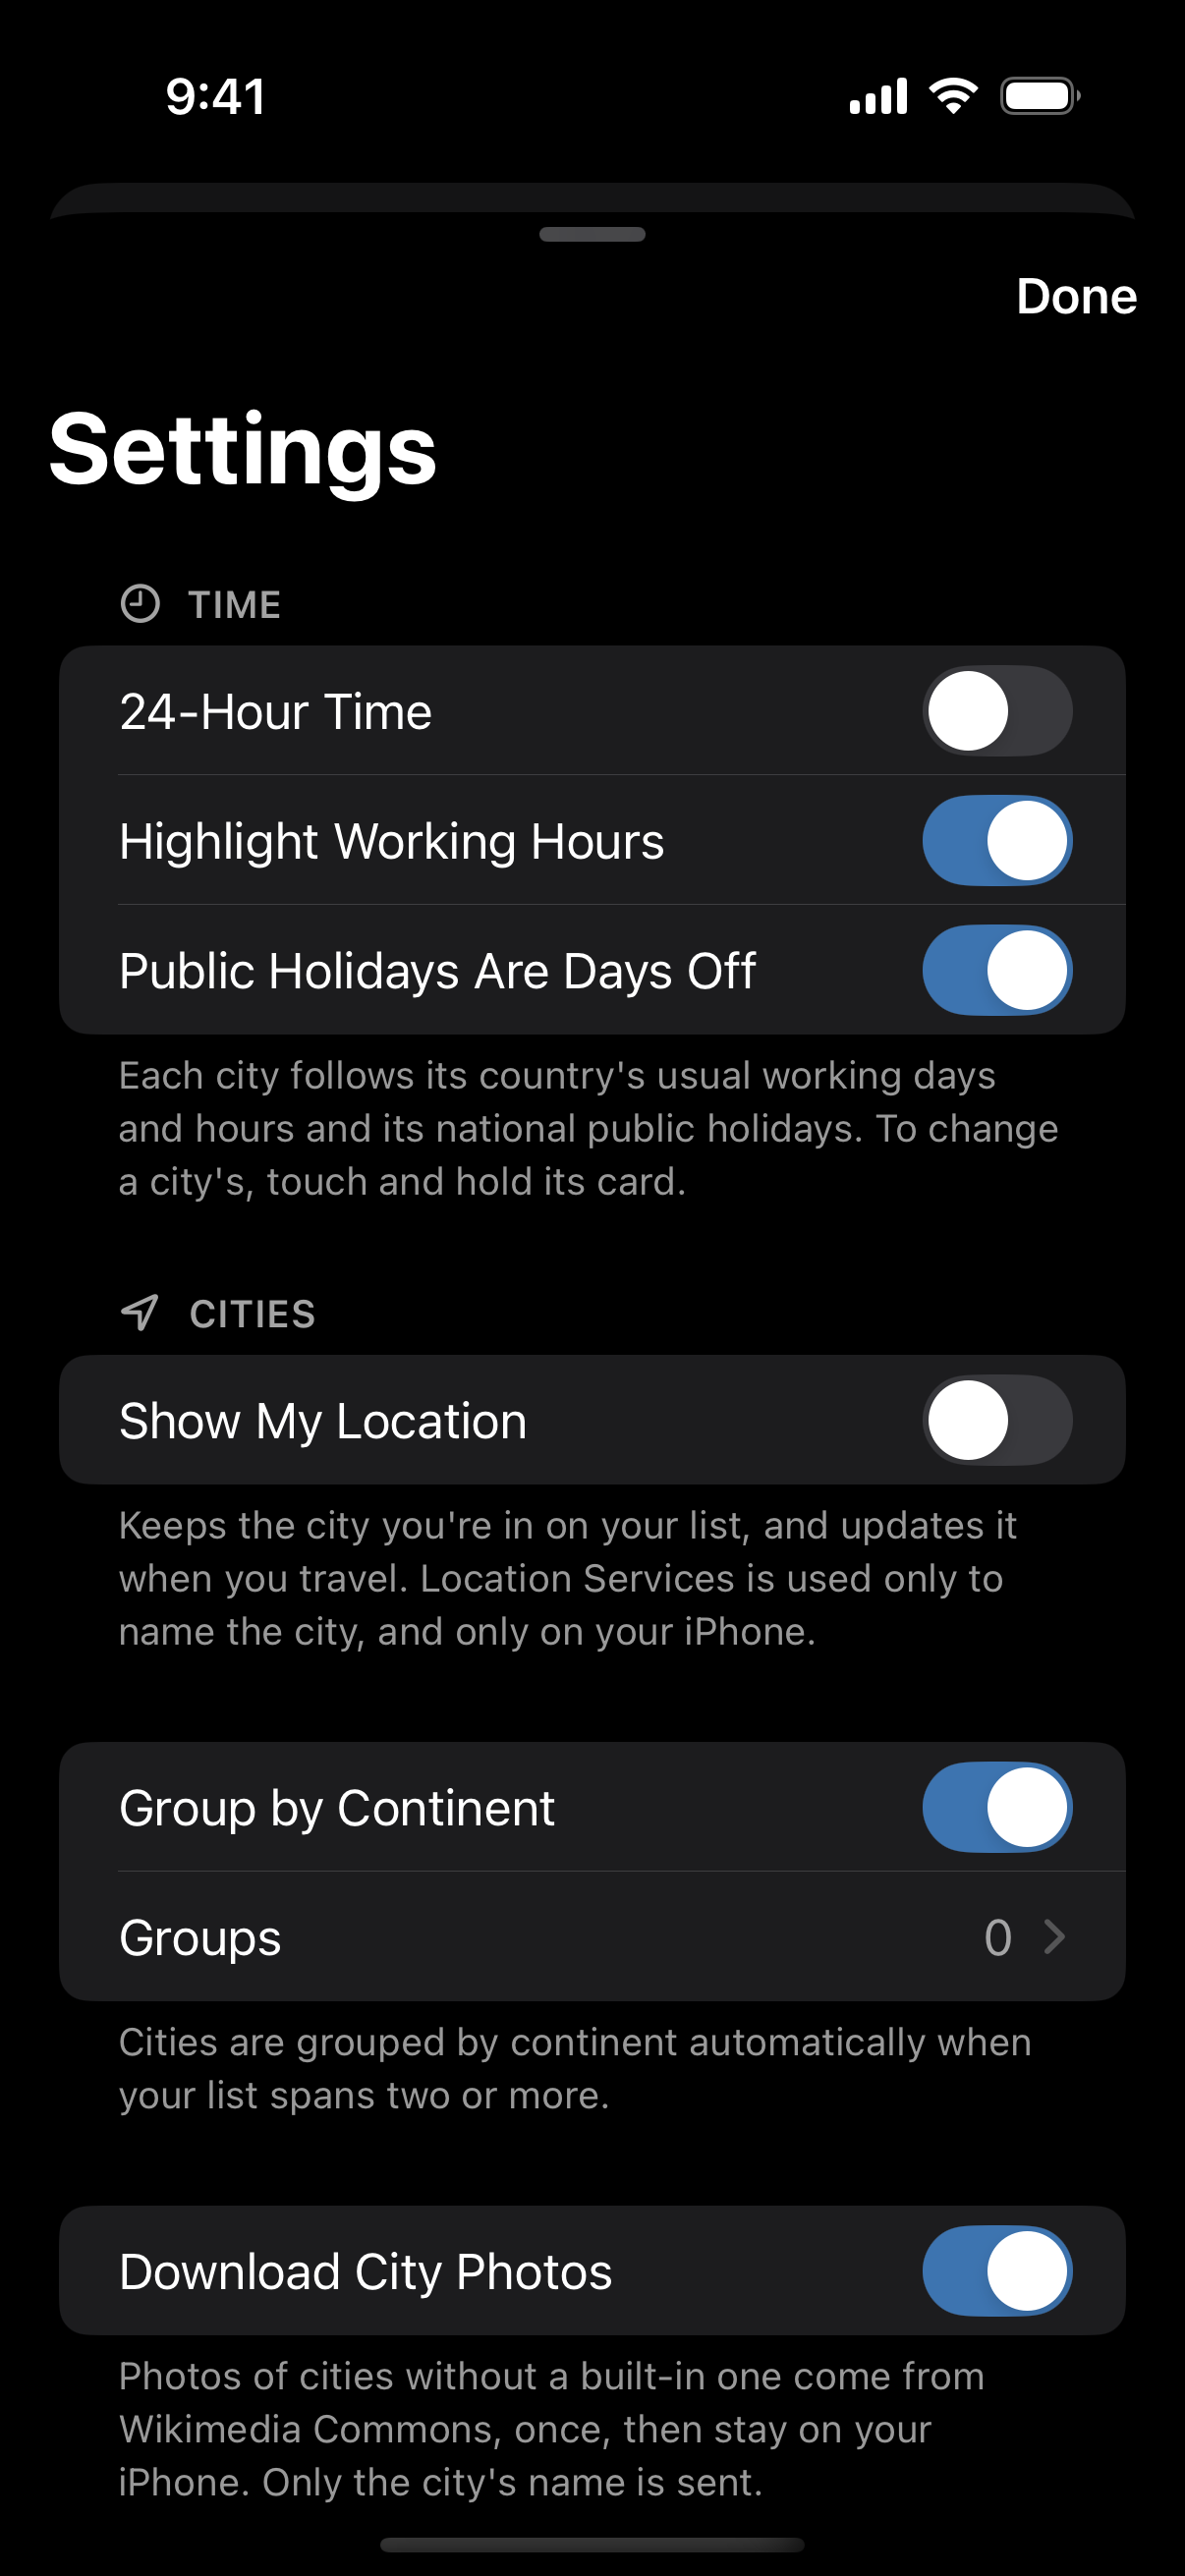 9:41
Done
Settings
TIME
24-Hour Time
Highlight Working Hours
Public Holidays Are Days Off
Each city follows its country's usual working days
and hours and its national public holidays. To change
a city's, touch and hold its card.
CITIES
Show My Location
Keeps the city you're in on your list, and updates it
when you travel. Location Services is used only to
name the city, and only on your iPhone.
Group by Continent
Groups 0
Cities are grouped by continent automatically when
your list spans two or more.
Download City Photos
Photos of cities without a built-in one come from
Wikimedia Commons, once, then stay on your
iPhone. Only the city's name is sent.